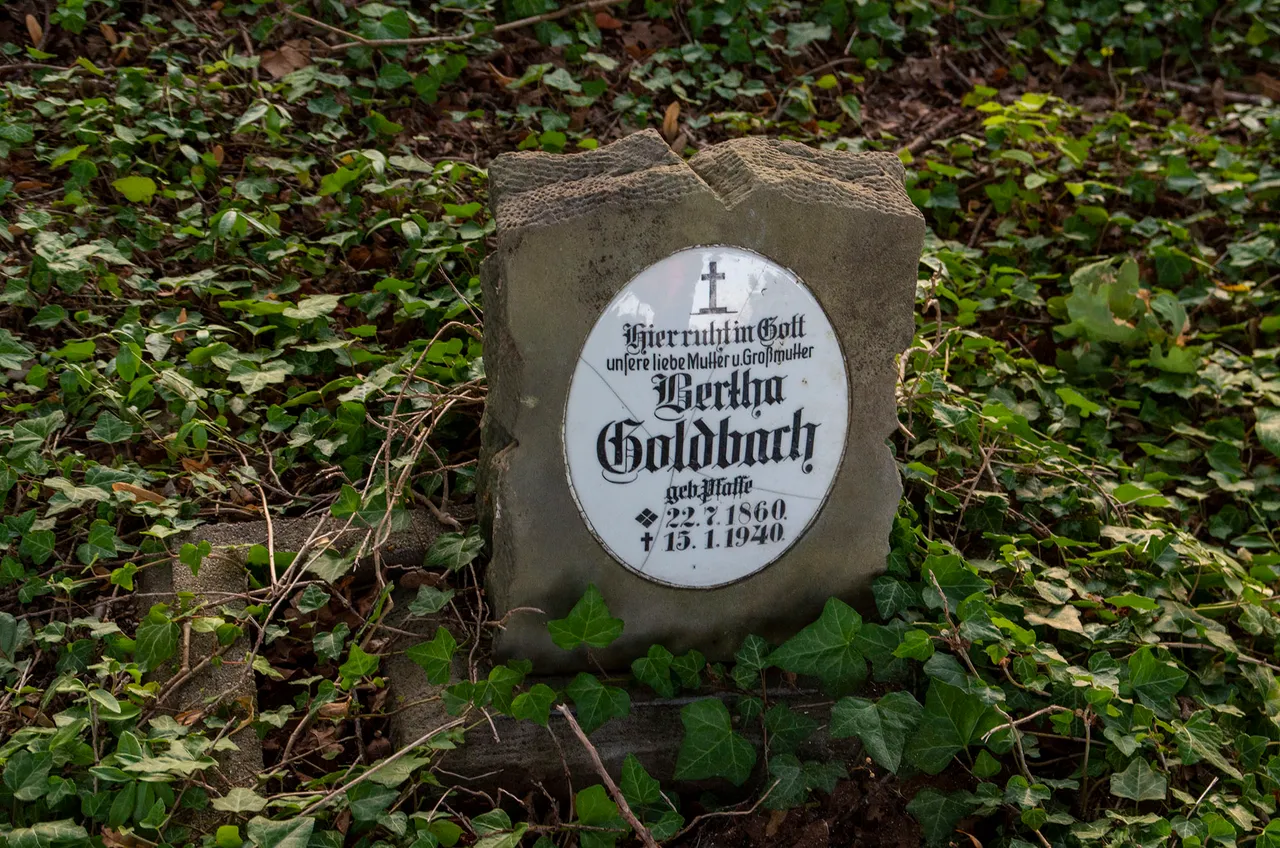 Hier ruht in Gott
unsere liebe Mutter u. Großmutter
Bertha
Goldbach
geb. Pfaffe
22.7.1860.
† 15.1.1940.